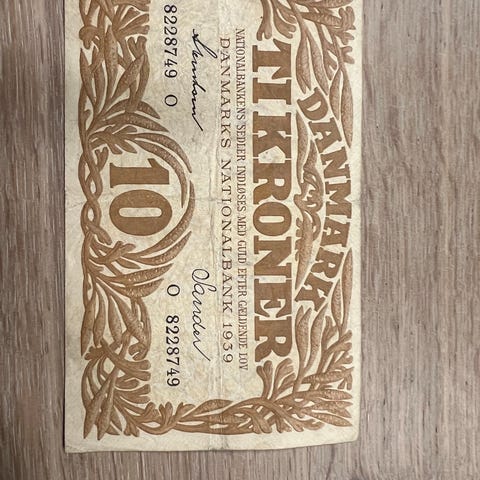 DANMARK
TI KRONER
NATIONALBANKENS SEDLER INDLØSES MED GULD EFTER GÆLDENDE LOV
DANMARKS NATIONALBANK 1939
8228749 O
O 8228749
10